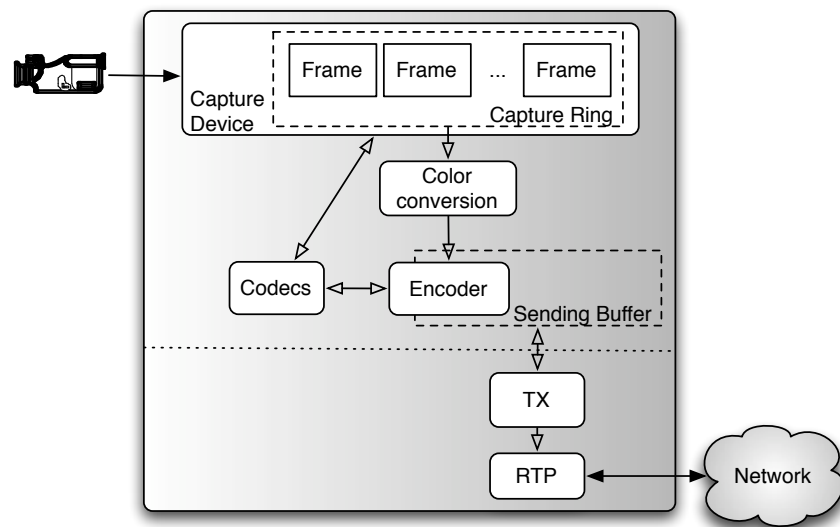 Frame
Frame
...
Frame
Capture
Device
Capture Ring
Color
conversion
Codecs
Encoder
Sending Buffer
TX
RTP
Network